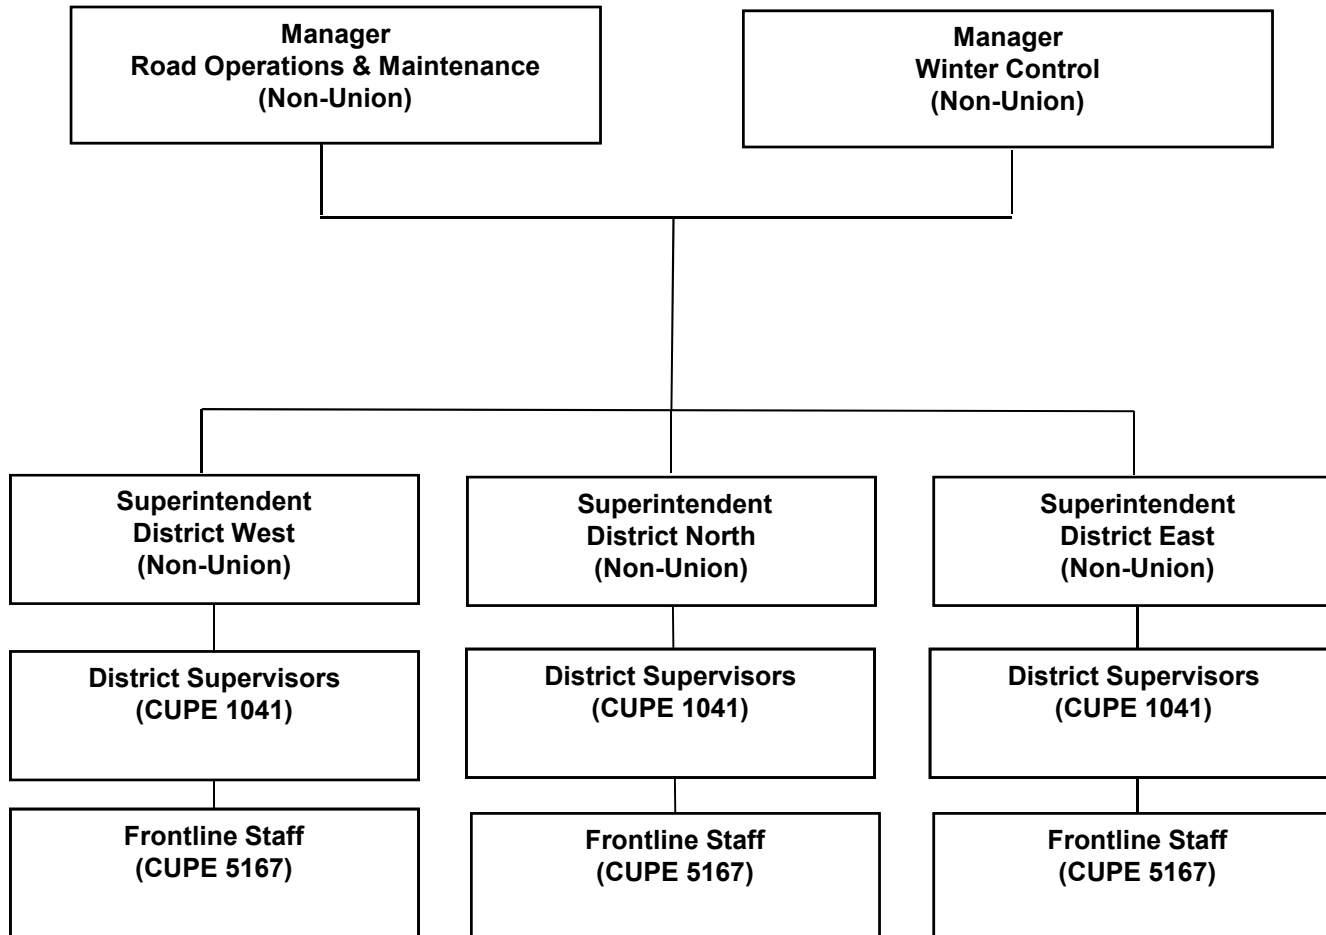 Manager
Road Operations & Maintenance
(Non-Union)
Manager
Winter Control
(Non-Union)
Superintendent
District West
(Non-Union)
Superintendent
District North
(Non-Union)
Superintendent
District East
(Non-Union)
District Supervisors
(CUPE 1041)
District Supervisors
(CUPE 1041)
District Supervisors
(CUPE 1041)
Frontline Staff
(CUPE 5167)
Frontline Staff
(CUPE 5167)
Frontline Staff
(CUPE 5167)